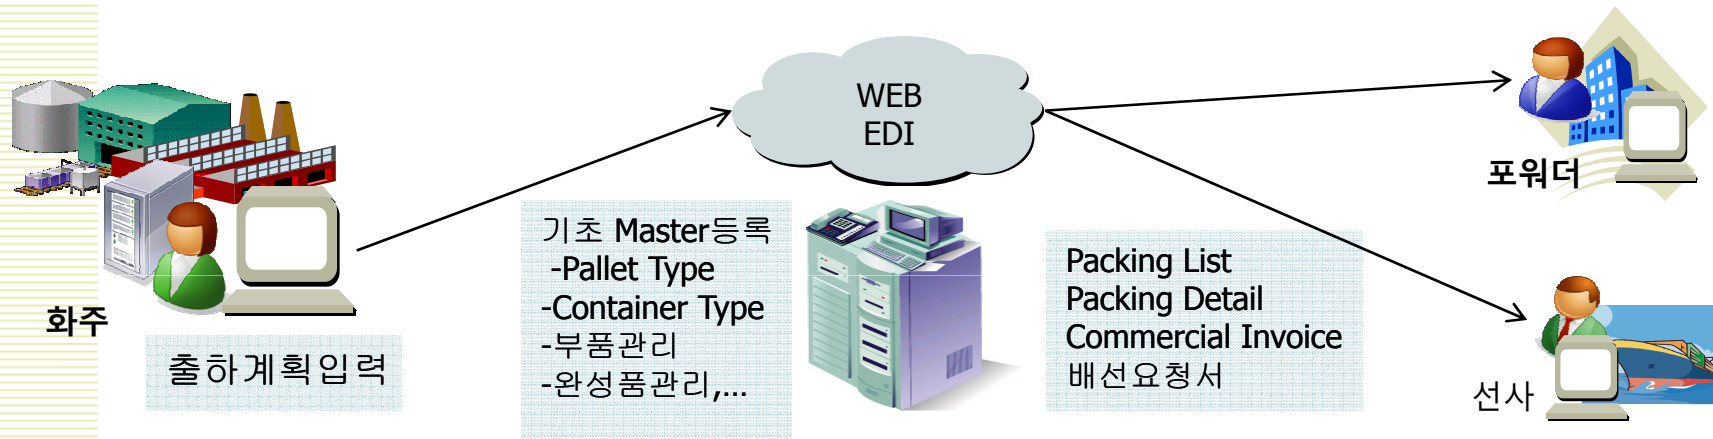 화주
출하계획입력
WEB
EDI
기초 Master등록
-Pallet Type
-Container Type
-부품관리
-완성품관리,...
Packing List
Packing Detail
Commercial Invoice
배선요청서
포워더
선사